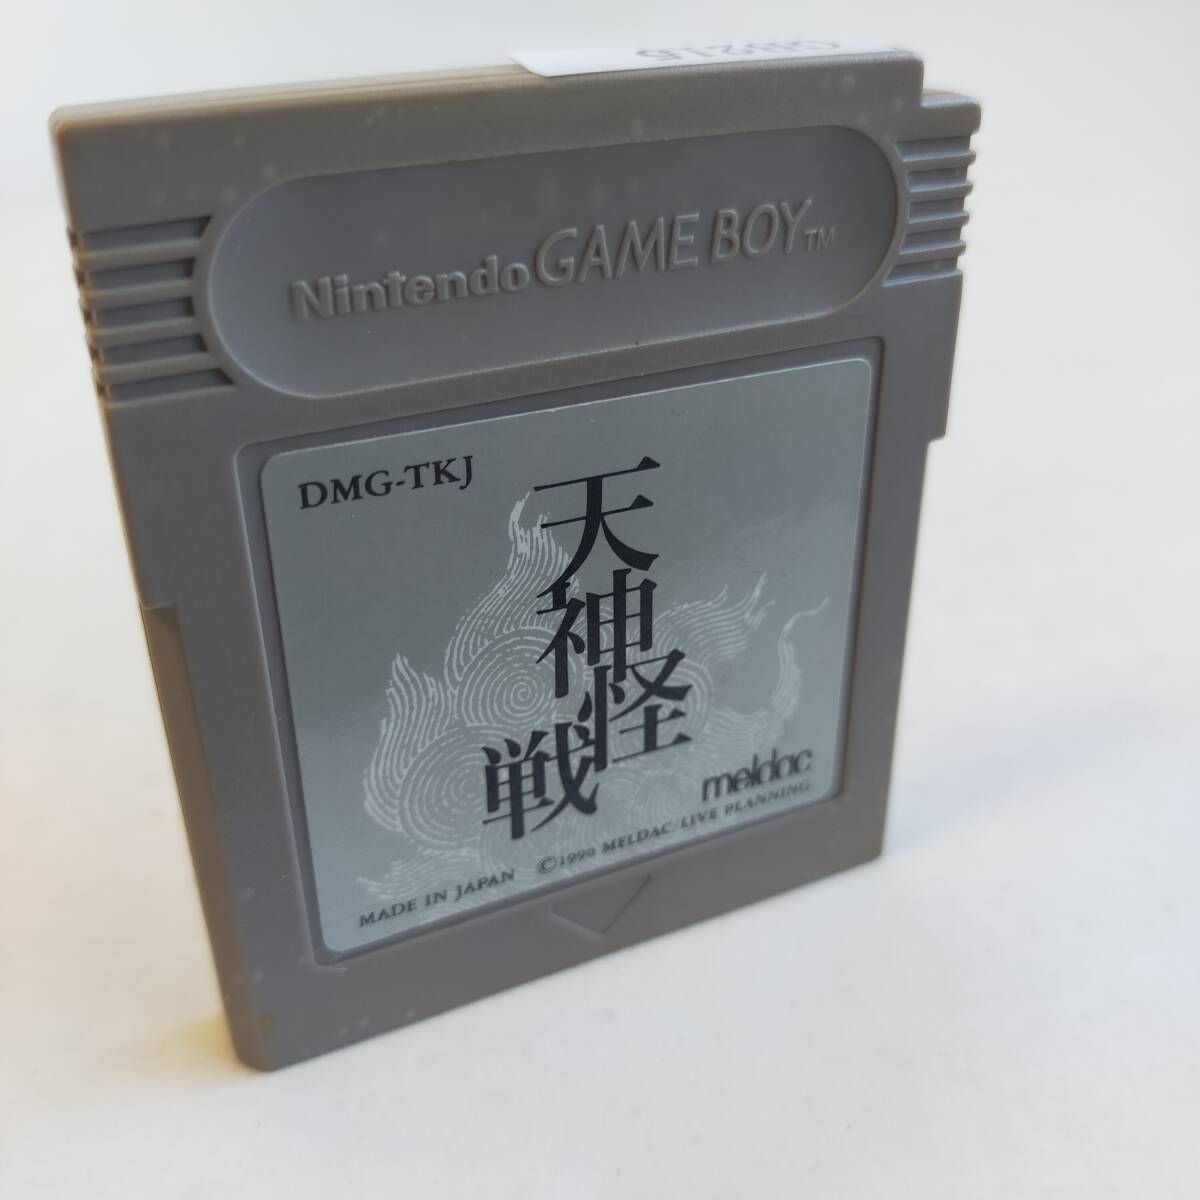 Nintendo GAME BOY™
DMG-TKJ
天神怪戦
meldac
©1990 MELDAC/LIVE PLANNING
MADE IN JAPAN